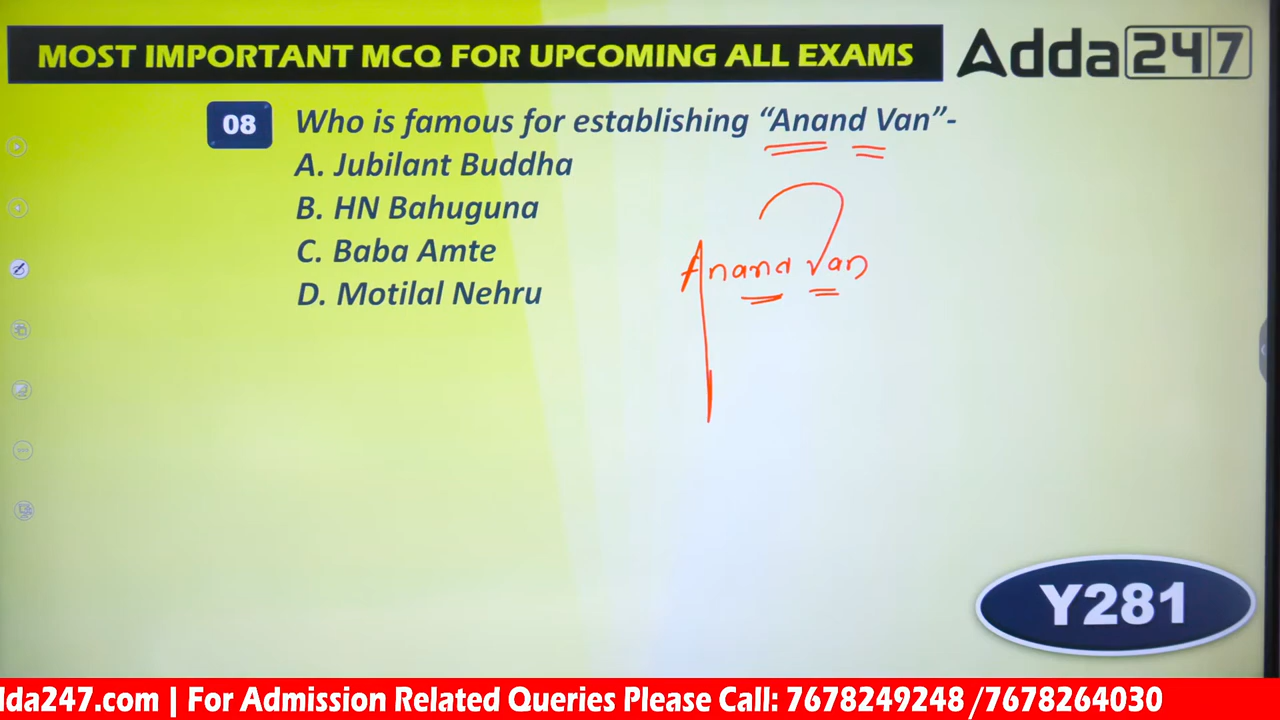 MOST IMPORTANT MCQ FOR UPCOMING ALL EXAMS
Adda247
08 Who is famous for establishing “Anand Van”-
A. Jubilant Buddha
B. HN Bahuguna
C. Baba Amte
D. Motilal Nehru
Anand Van
Y281
dda247.com | For Admission Related Queries Please Call: 7678249248 /7678264030